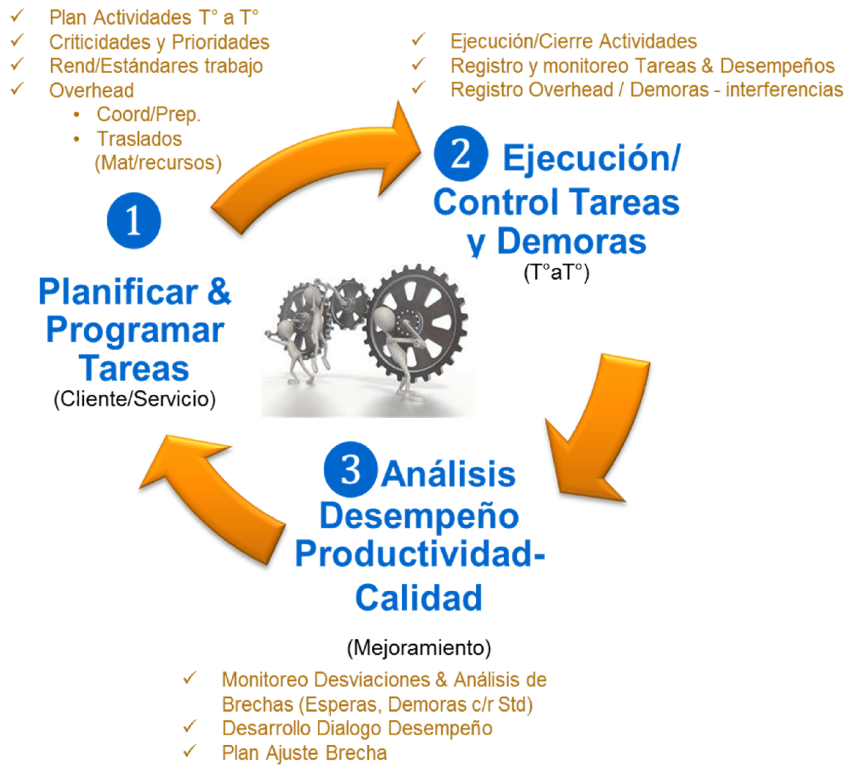 ✓ Plan Actividades T° a T°
✓ Criticidades y Prioridades
✓ Rend/Estándares trabajo
✓ Overhead
• Coord/Prep.
• Traslados
(Mat/recursos)
1
Planificar &
Programar
Tareas
(Cliente/Servicio)
✓ Ejecución/Cierre Actividades
✓ Registro y monitoreo Tareas & Desempeños
✓ Registro Overhead / Demoras - interferencias
2 Ejecución/
Control Tareas
y Demoras
(T°aT°)
3 Análisis
Desempeño
Productividad-
Calidad
(Mejoramiento)
✓ Monitoreo Desviaciones & Análisis de
Brechas (Esperas, Demoras c/r Std)
✓ Desarrollo Dialogo Desempeño
✓ Plan Ajuste Brecha